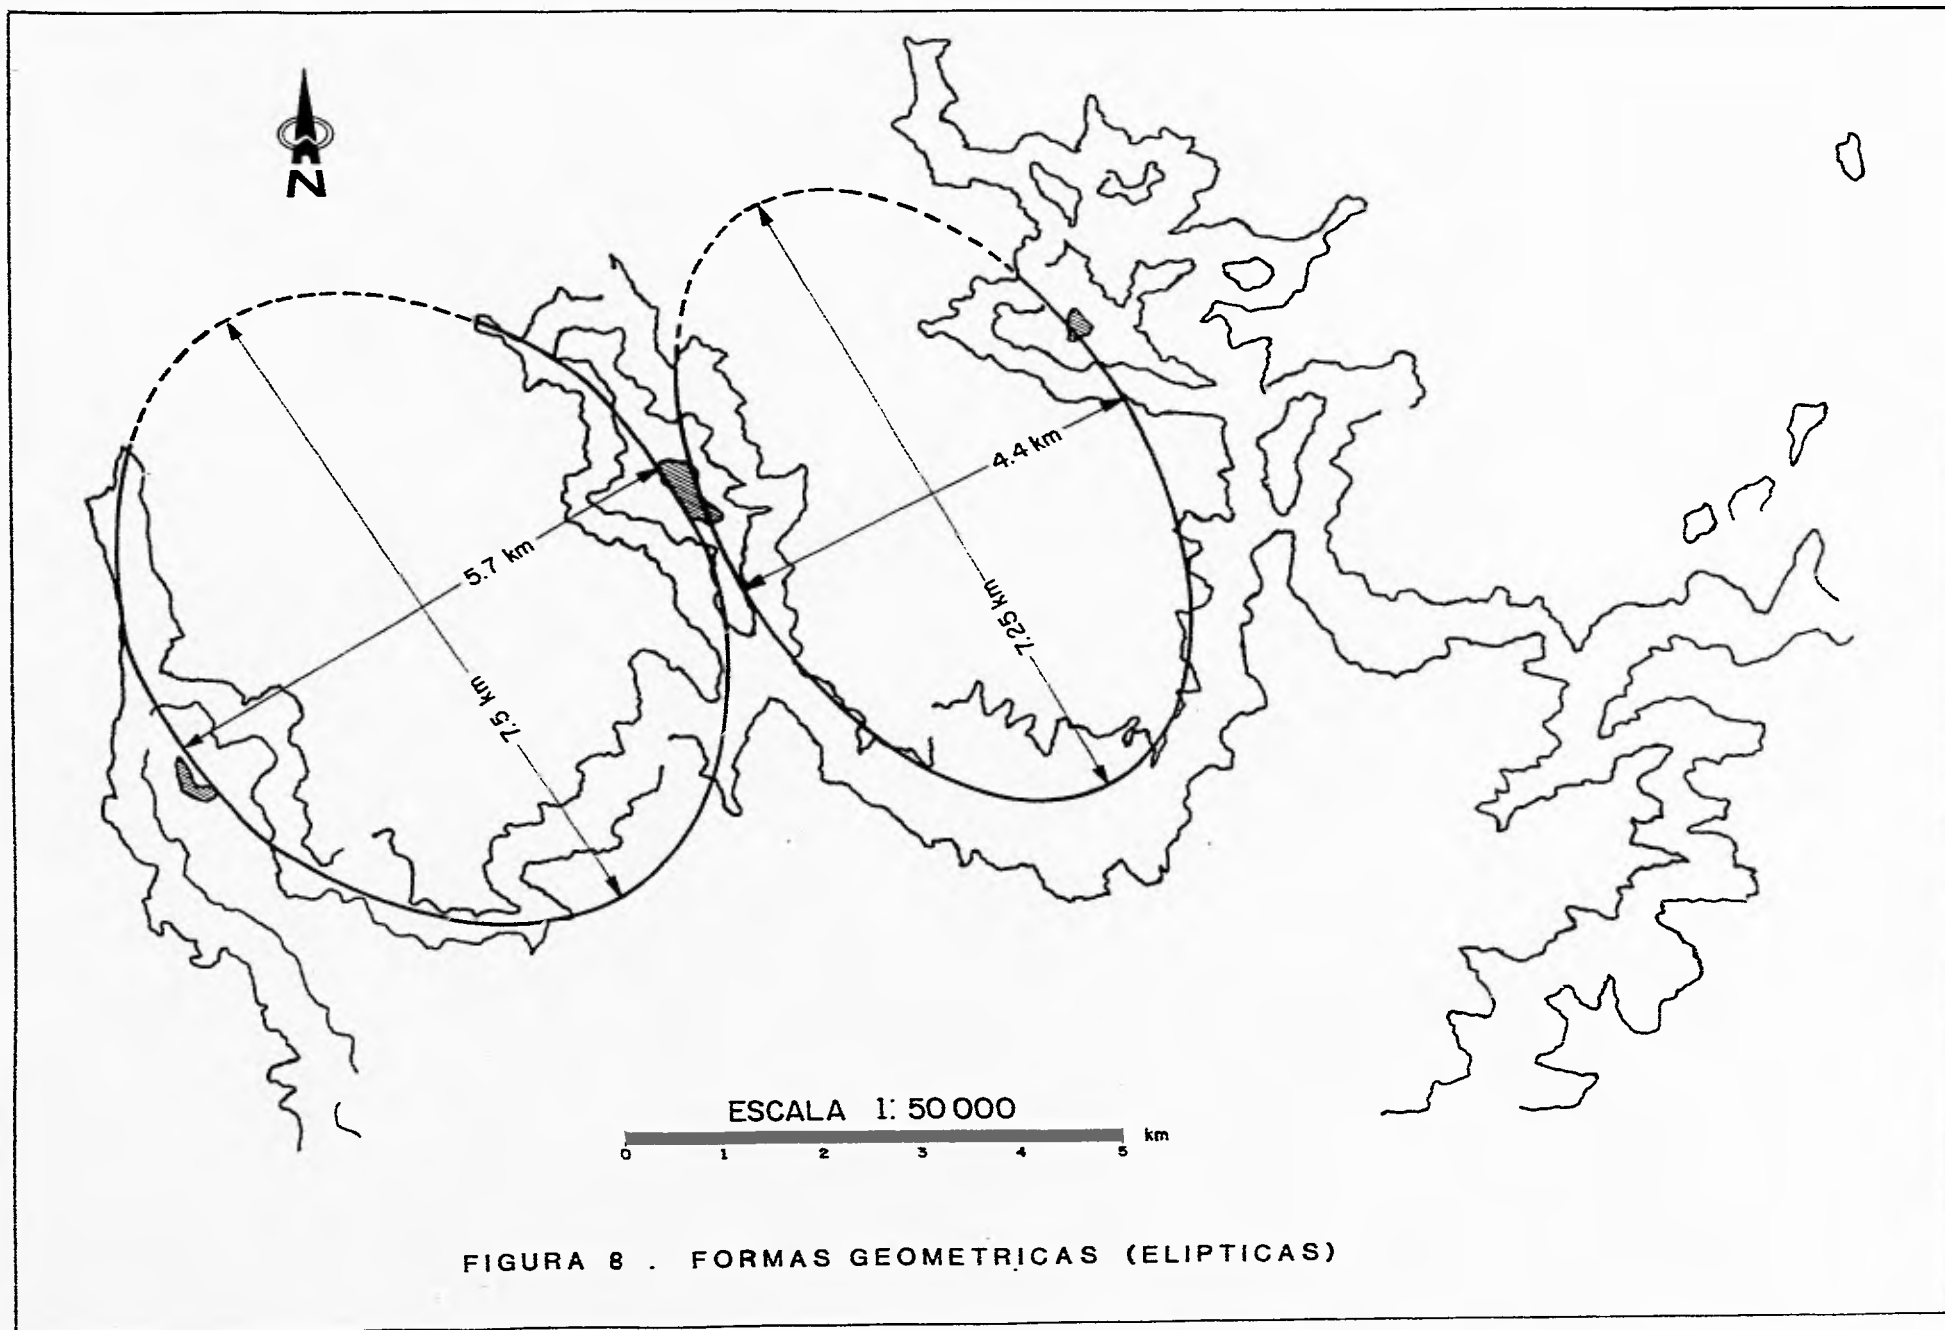 N
4.4 km
5.7 km
7.25 km
7.5 km
ESCALA 1: 50 000
km
0 1 2 3 4 5
FIGURA 8 . FORMAS GEOMETRICAS (ELIPTICAS)